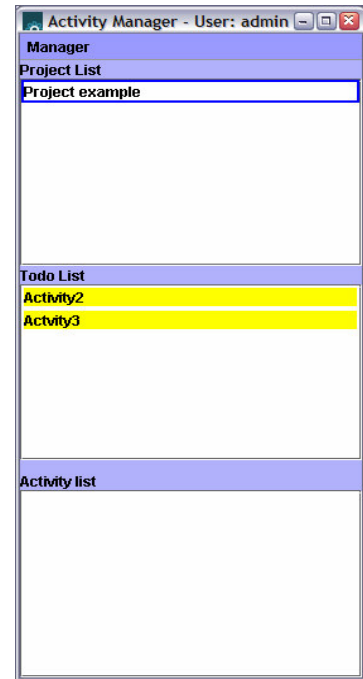 Activity Manager - User: admin
Manager
Project List
Project example
Todo List
Activity2
Actvity3
Activity list